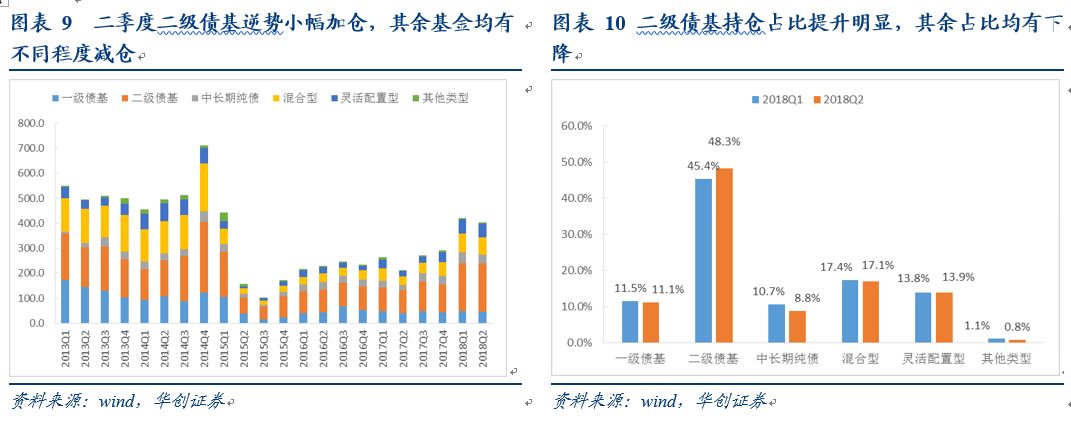 图表 9 二季度二级债基逆势小幅加仓，其余基金均有
不同程度减仓
一级债基 二级债基 中长期纯债 混合型 灵活配置型 其他类型
800.0
700.0
600.0
500.0
400.0
300.0
200.0
100.0
0.0
2013Q1 2013Q2 2013Q3 2013Q4 2014Q1 2014Q2 2014Q3 2014Q4 2015Q1 2015Q2 2015Q3 2015Q4 2016Q1 2016Q2 2016Q3 2016Q4 2017Q1 2017Q2 2017Q3 2017Q4 2018Q1 2018Q2
资料来源：wind，华创证券
图表 10 二级债基持仓占比提升明显，其余占比均有下
降
2018Q1 2018Q2
60.0%
50.0%
40.0%
30.0%
20.0%
10.0%
0.0%
11.5% 11.1%
45.4% 48.3%
10.7% 8.8%
17.4% 17.1%
13.8% 13.9%
1.1% 0.8%
一级债基 二级债基 中长期纯债 混合型 灵活配置型 其他类型
资料来源：wind，华创证券